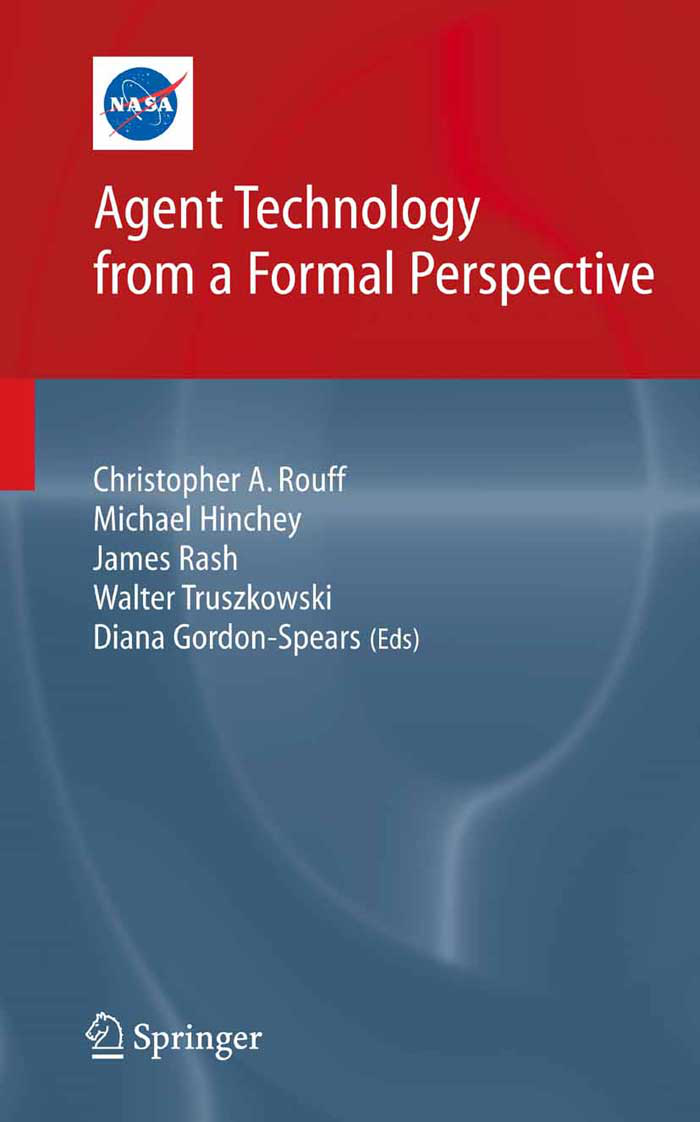 NASA
Agent Technology
from a Formal Perspective
Christopher A. Rouff
Michael Hinchey
James Rash
Walter Truszkowski
Diana Gordon-Spears (Eds)
Springer